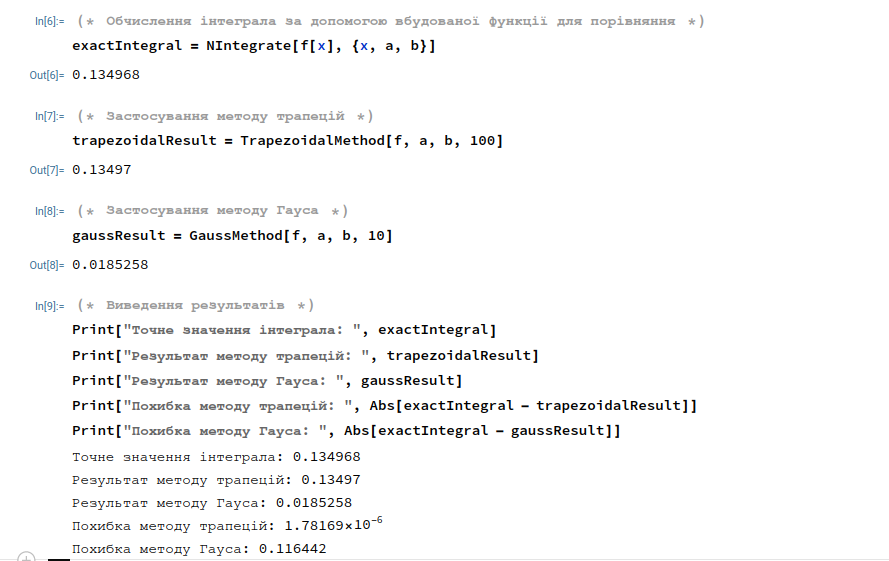 In[6]:= (* Обчислення інтеграла за допомогою вбудованої функції для порівняння *)
exactIntegral = NIntegrate[f[x], {x, a, b}]
Out[6]= 0.134968
In[7]:= (* Застосування методу трапецій *)
trapezoidalResult = TrapezoidalMethod[f, a, b, 100]
Out[7]= 0.13497
In[8]:= (* Застосування методу Гауса *)
gaussResult = GaussMethod[f, a, b, 10]
Out[8]= 0.0185258
In[9]:= (* Виведення результатів *)
Print["Точне значення інтеграла: ", exactIntegral]
Print["Результат методу трапецій: ", trapezoidalResult]
Print["Результат методу Гауса: ", gaussResult]
Print["Похибка методу трапецій: ", Abs[exactIntegral - trapezoidalResult]]
Print["Похибка методу Гауса: ", Abs[exactIntegral - gaussResult]]
Точне значення інтеграла: 0.134968
Результат методу трапецій: 0.13497
Результат методу Гауса: 0.0185258
Похибка методу трапецій: 1.78169×10⁻⁶
Похибка методу Гауса: 0.116442